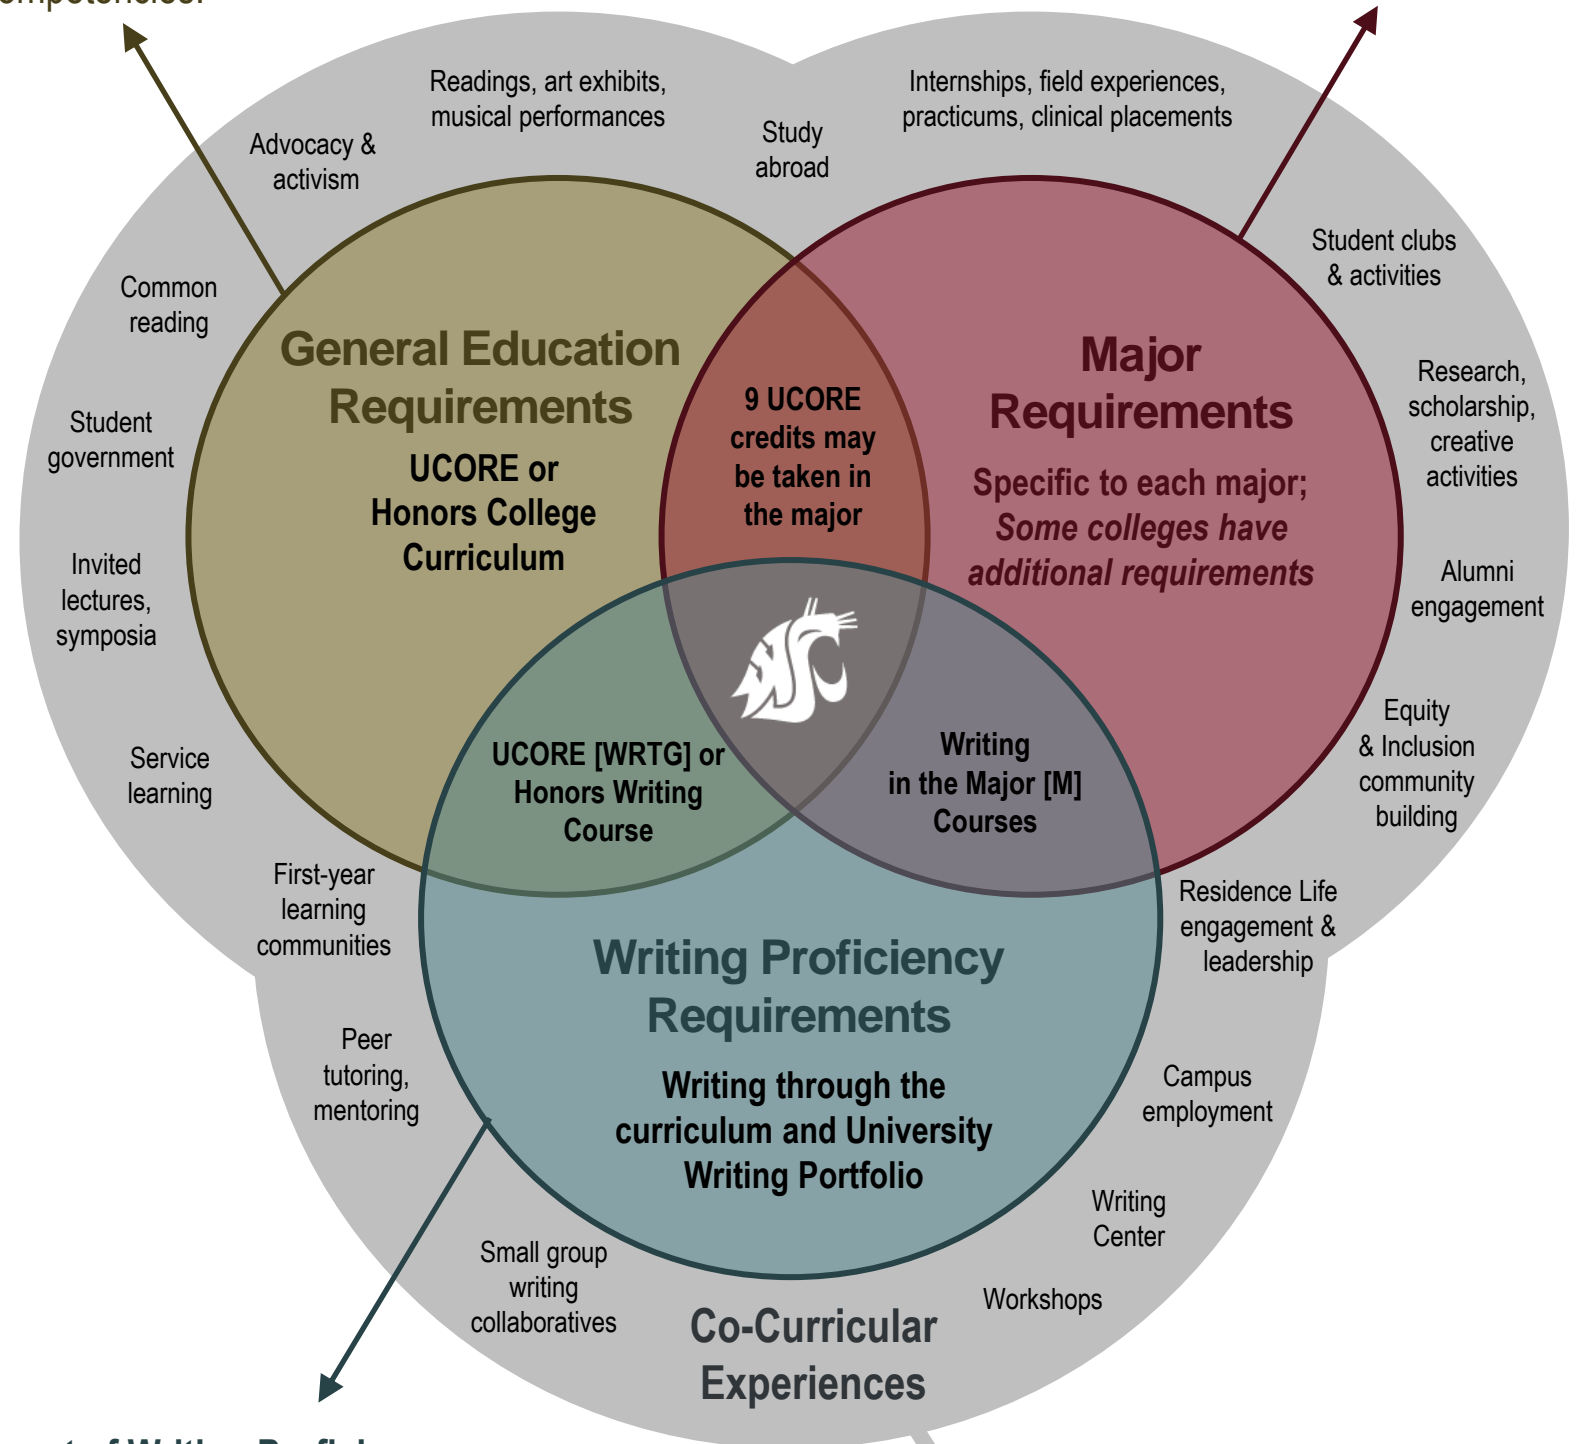 Readings, art exhibits,
musical performances
Internships, field experiences,
practicums, clinical placements
Study
abroad
Advocacy &
activism
Student clubs
& activities
Common
reading
General Education
Requirements
UCORE or
Honors College
Curriculum
9 UCORE
credits may
be taken in
the major
Major
Requirements
Specific to each major;
Some colleges have
additional requirements
Research,
scholarship,
creative
activities
Student
government
Invited
lectures,
symposia
Alumni
engagement
Service
learning
UCORE [WRTG] or
Honors Writing
Course
Writing
in the Major [M]
Courses
Equity
& Inclusion
community
building
First-year
learning
communities
Residence Life
engagement &
leadership
Writing Proficiency
Requirements
Writing through the
curriculum and University
Writing Portfolio
Peer
tutoring,
mentoring
Campus
employment
Writing
Center
Small group
writing
collaboratives
Workshops
Co-Curricular
Experiences